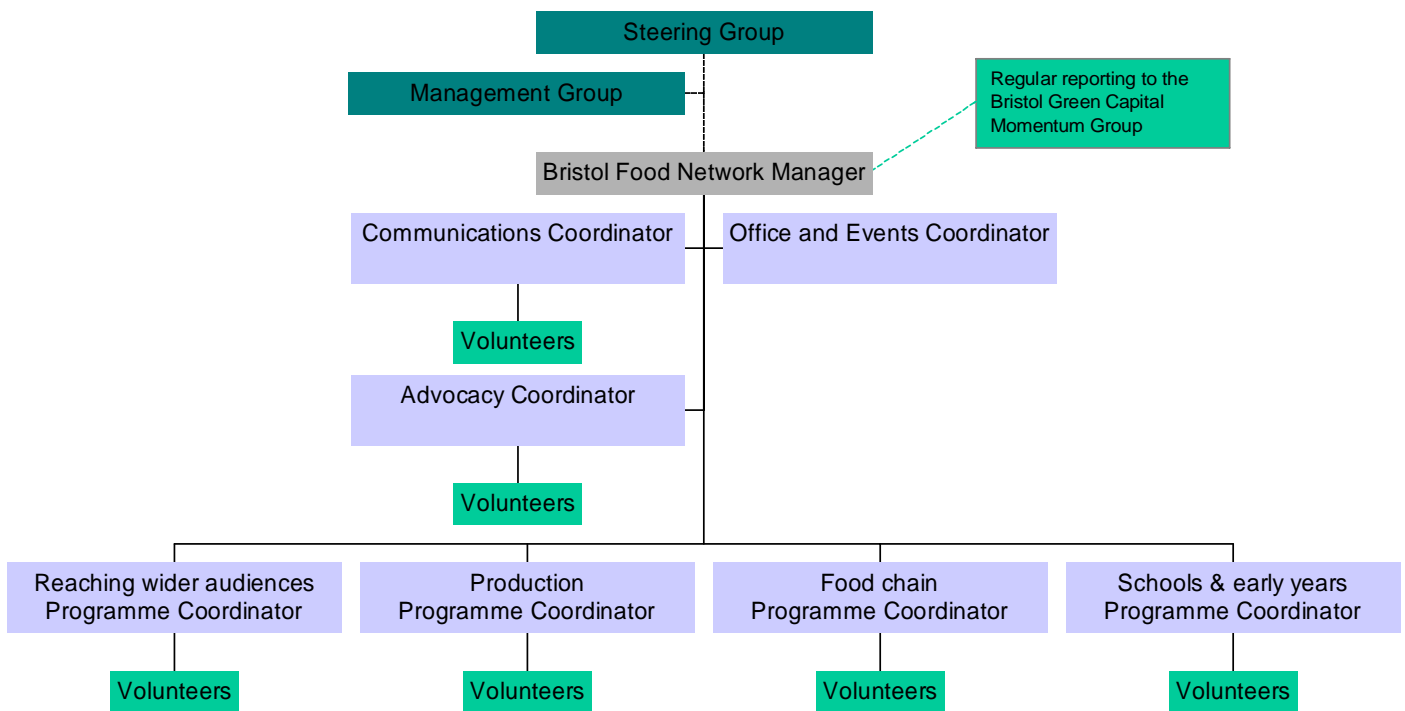 Steering Group
Management Group
Regular reporting to the
Bristol Green Capital
Momentum Group
Bristol Food Network Manager
Communications Coordinator
Office and Events Coordinator
Volunteers
Advocacy Coordinator
Volunteers
Reaching wider audiences
Programme Coordinator
Production
Programme Coordinator
Food chain
Programme Coordinator
Schools & early years
Programme Coordinator
Volunteers
Volunteers
Volunteers
Volunteers